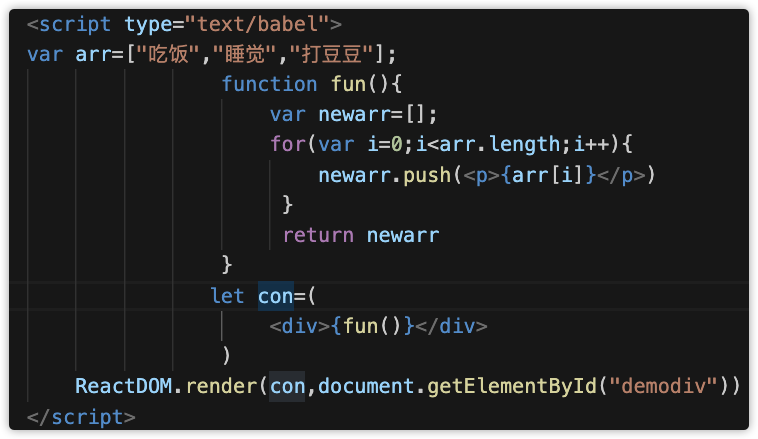 <script type="text/babel">
var arr=["吃饭","睡觉","打豆豆"];
function fun(){
var newarr=[];
for(var i=0;i<arr.length;i++){
newarr.push(<p>{arr[i]}</p>)
}
return newarr
}
let con=(
<div>{fun()}</div>
)
ReactDOM.render(con,document.getElementById("demodiv"))
</script>